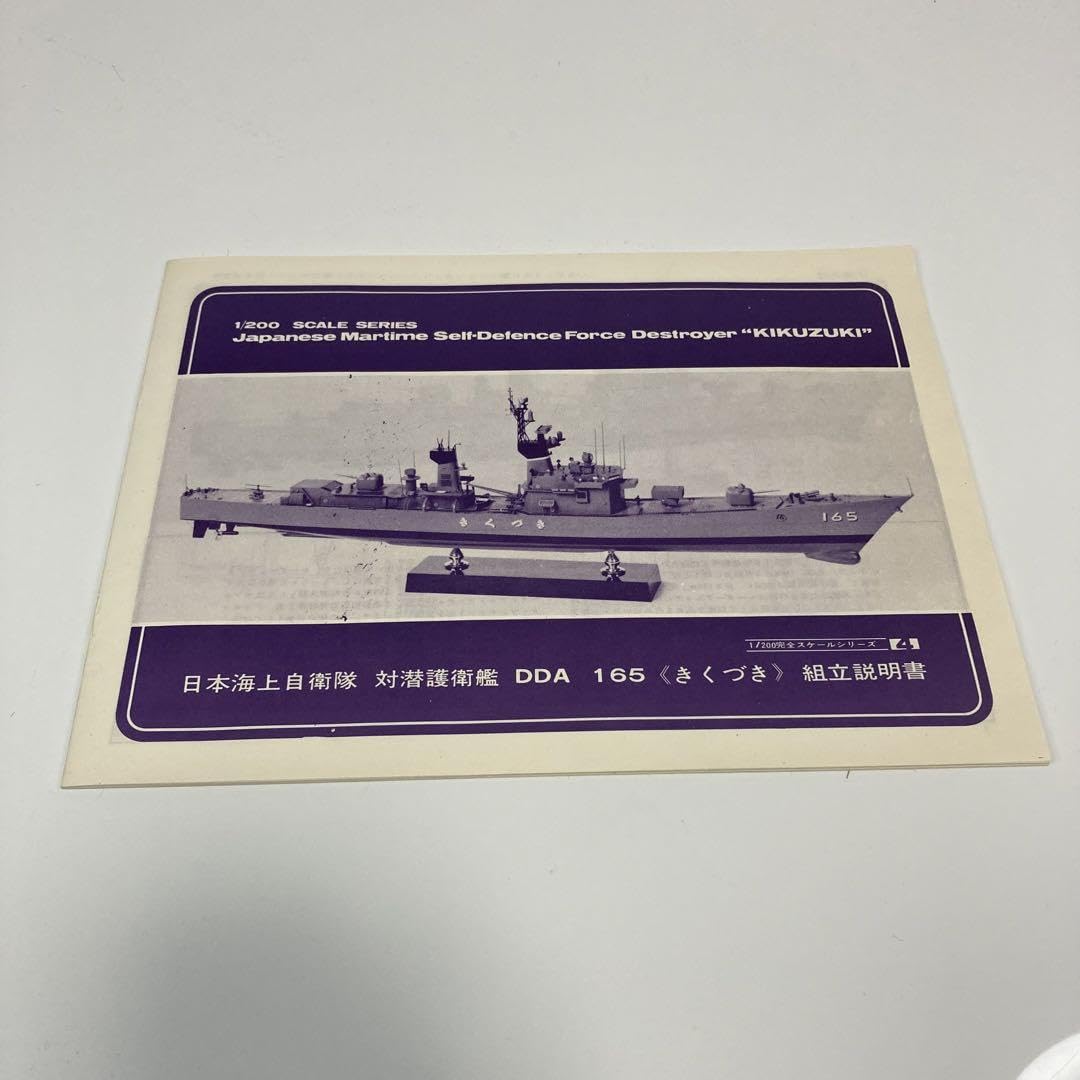 1/200 SCALE SERIES
Japanese Martime Self-Defence Force Destroyer “KIKUZUKI”
きくづき
165
1/200完全スケールシリーズ 4
日本海上自衛隊 対潜護衛艦 DDA 165《きくづき》組立説明書